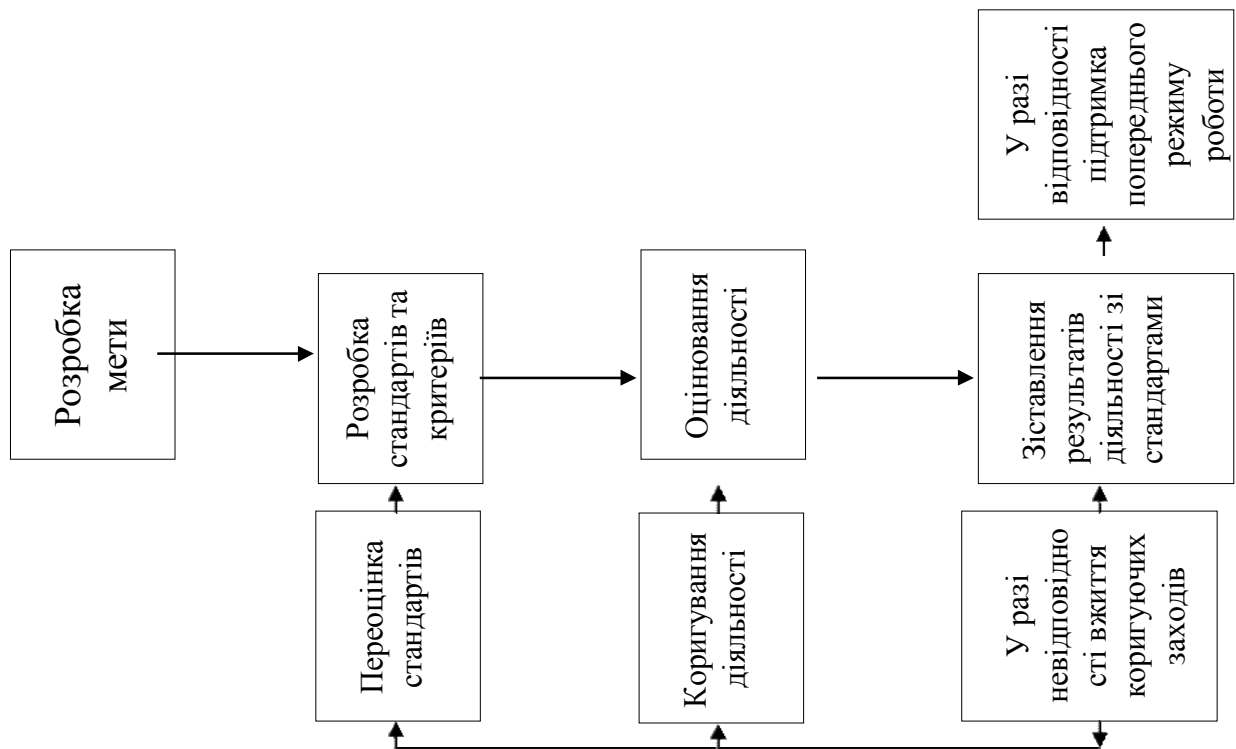 Розробка
мети
Розробка
стандартів та
критеріїв
Оцінювання
діяльності
Зіставлення
результатів
діяльності зі
стандартами
У разі
відповідності
підтримка
попереднього
режиму
роботи
Переоцінка
стандартів
Коригування
діяльності
У разі
невідповідно
сті вжиття
коригуючих
заходів